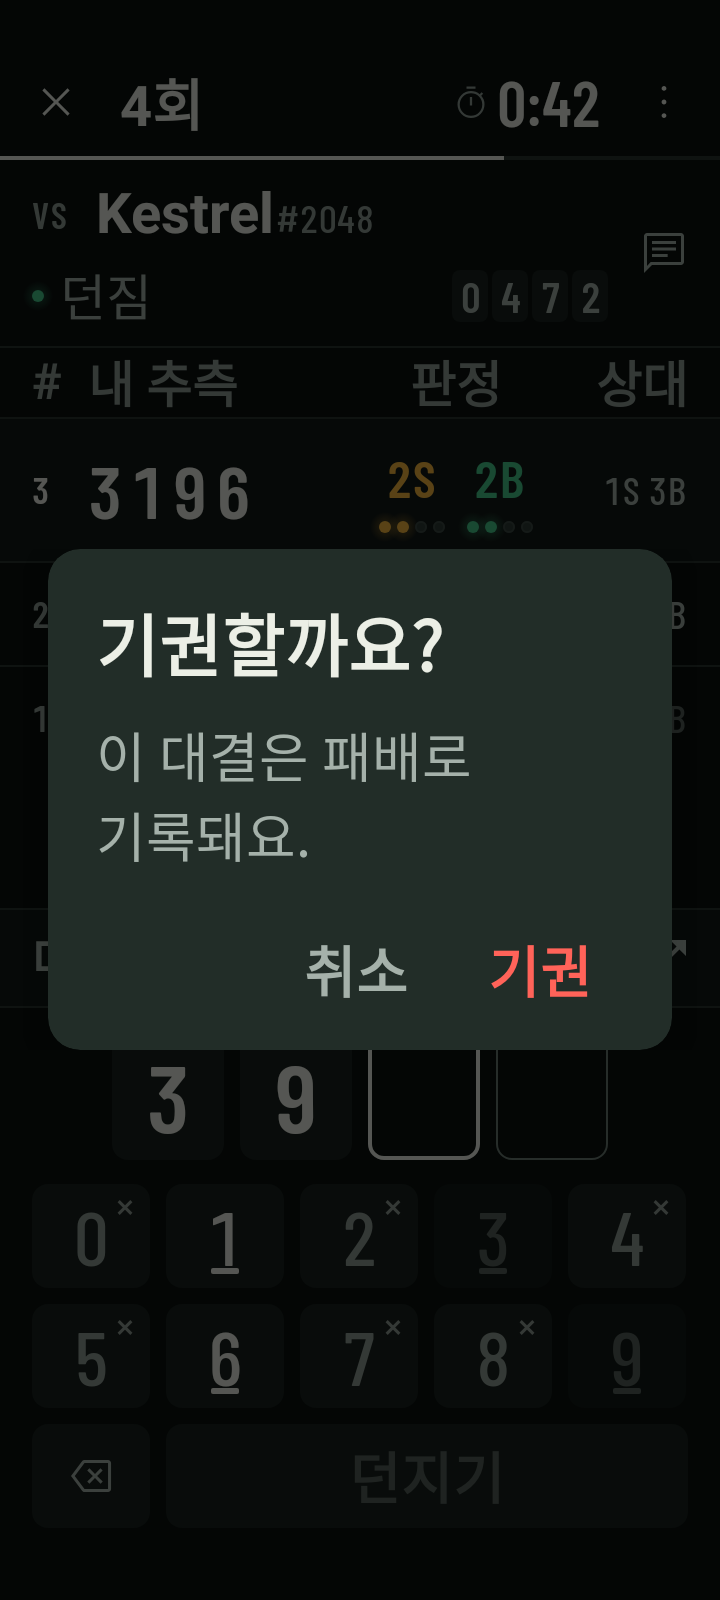 4회 0:42
VS Kestrel#2048
던짐 0 4 7 2
# 내 추측 판정 상대
3 3196 2S 2B 1S 3B
2 B
1 B
기권할까요?
이 대결은 패배로
기록돼요.
취소 기권
3 9
0 1 2 3 4
5 6 7 8 9
던지기